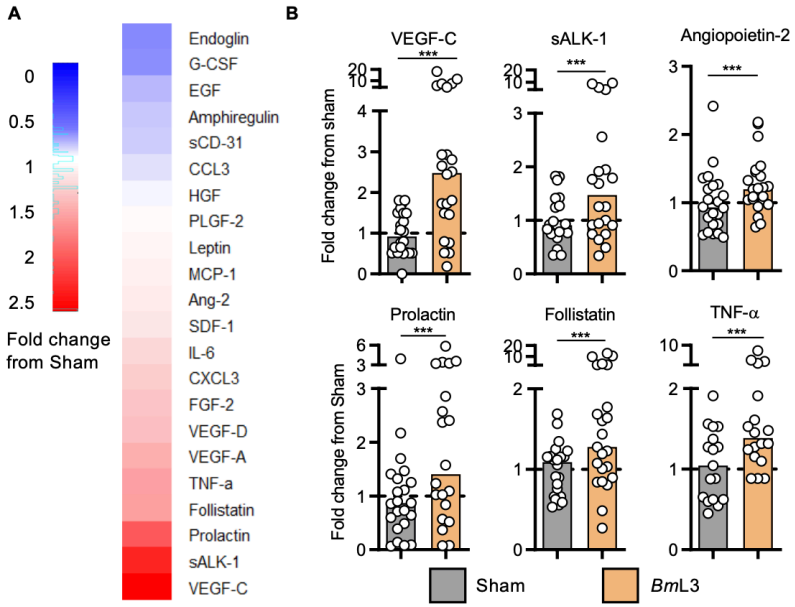 A
0
0.5
1
1.5
2
2.5
Fold change
from Sham
Endoglin
G-CSF
EGF
Amphiregulin
sCD-31
CCL3
HGF
PLGF-2
Leptin
MCP-1
Ang-2
SDF-1
IL-6
CXCL3
FGF-2
VEGF-D
VEGF-A
TNF-a
Follistatin
Prolactin
sALK-1
VEGF-C
B
VEGF-C
***
Fold change from sham
20
10
4
3
2
1
0
sALK-1
***
20
10
3
2
1
0
Angiopoietin-2
***
3
2
1
0
Prolactin
***
Fold change from Sham
6
3
3
2
1
0
Follistatin
***
20
10
2
1
0
TNF-α
***
10
2
1
0
Sham
BmL3